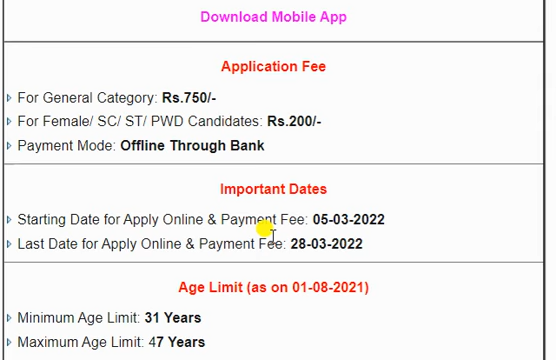 Download Mobile App
Application Fee
For General Category: Rs.750/-
For Female/ SC/ ST/ PWD Candidates: Rs.200/-
Payment Mode: Offline Through Bank
Important Dates
Starting Date for Apply Online & Payment Fee: 05-03-2022
Last Date for Apply Online & Payment Fee: 28-03-2022
Age Limit (as on 01-08-2021)
Minimum Age Limit: 31 Years
Maximum Age Limit: 47 Years